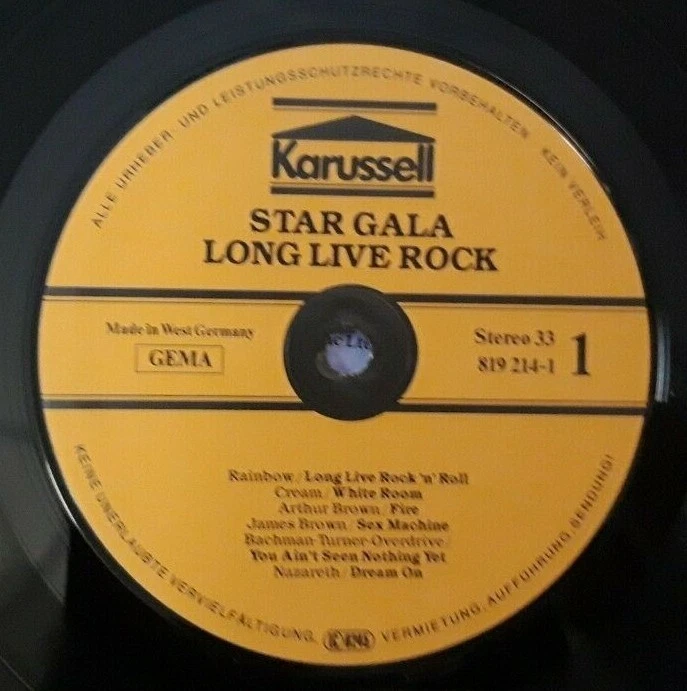 ALLE URHEBER- UND LEISTUNGSSCHUTZRECHTE VORBEHALTEN KEIN VERLEIH
Karussell
STAR GALA
LONG LIVE ROCK
Made in West Germany
GEMA
Stereo 33
819 214-1
1
Rainbow / Long Live Rock 'n' Roll
Cream / White Room
Arthur Brown / Fire
James Brown / Sex Machine
Bachman-Turner-Overdrive /
You Ain't Seen Nothing Yet
Nazareth / Dream On
KEINE UNERLAUBTE VERVIELFÄLTIGUNG, VERMIETUNG, AUFFÜHRUNG, SENDUNG!